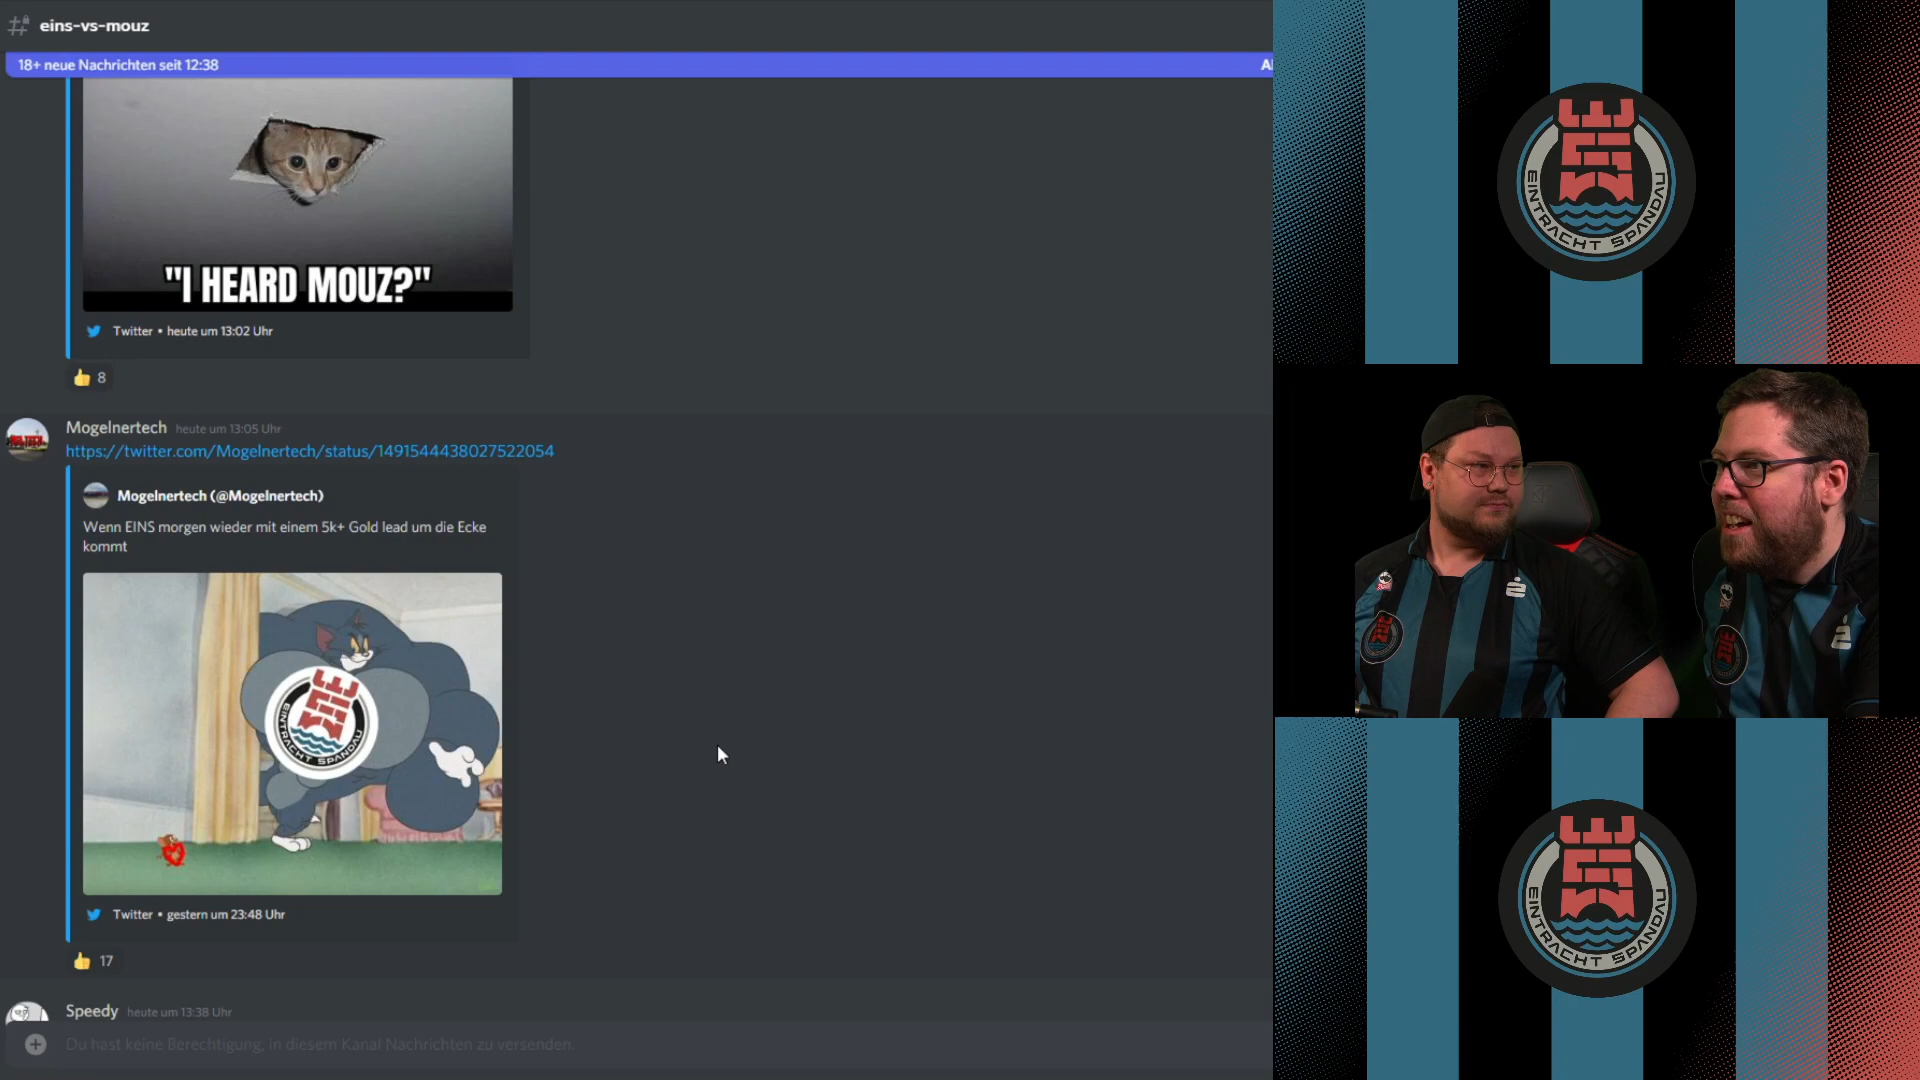 eins-vs-mouz
18+ neue Nachrichten seit 12:38
Al
"I HEARD MOUZ?"
Twitter • heute um 13:02 Uhr
8
Mogelnertech heute um 13:05 Uhr
https://twitter.com/Mogelnertech/status/1491544438027522054
Mogelnertech (@Mogelnertech)
Wenn EINS morgen wieder mit einem 5k+ Gold lead um die Ecke
kommt
EINTRACHT SPANDAU
Twitter • gestern um 23:48 Uhr
17
Speedy heute um 13:38 Uhr
Du hast keine Berechtigung, in diesem Kanal Nachrichten zu versenden.
EINTRACHT SPANDAU
EINTRACHT SPANDAU